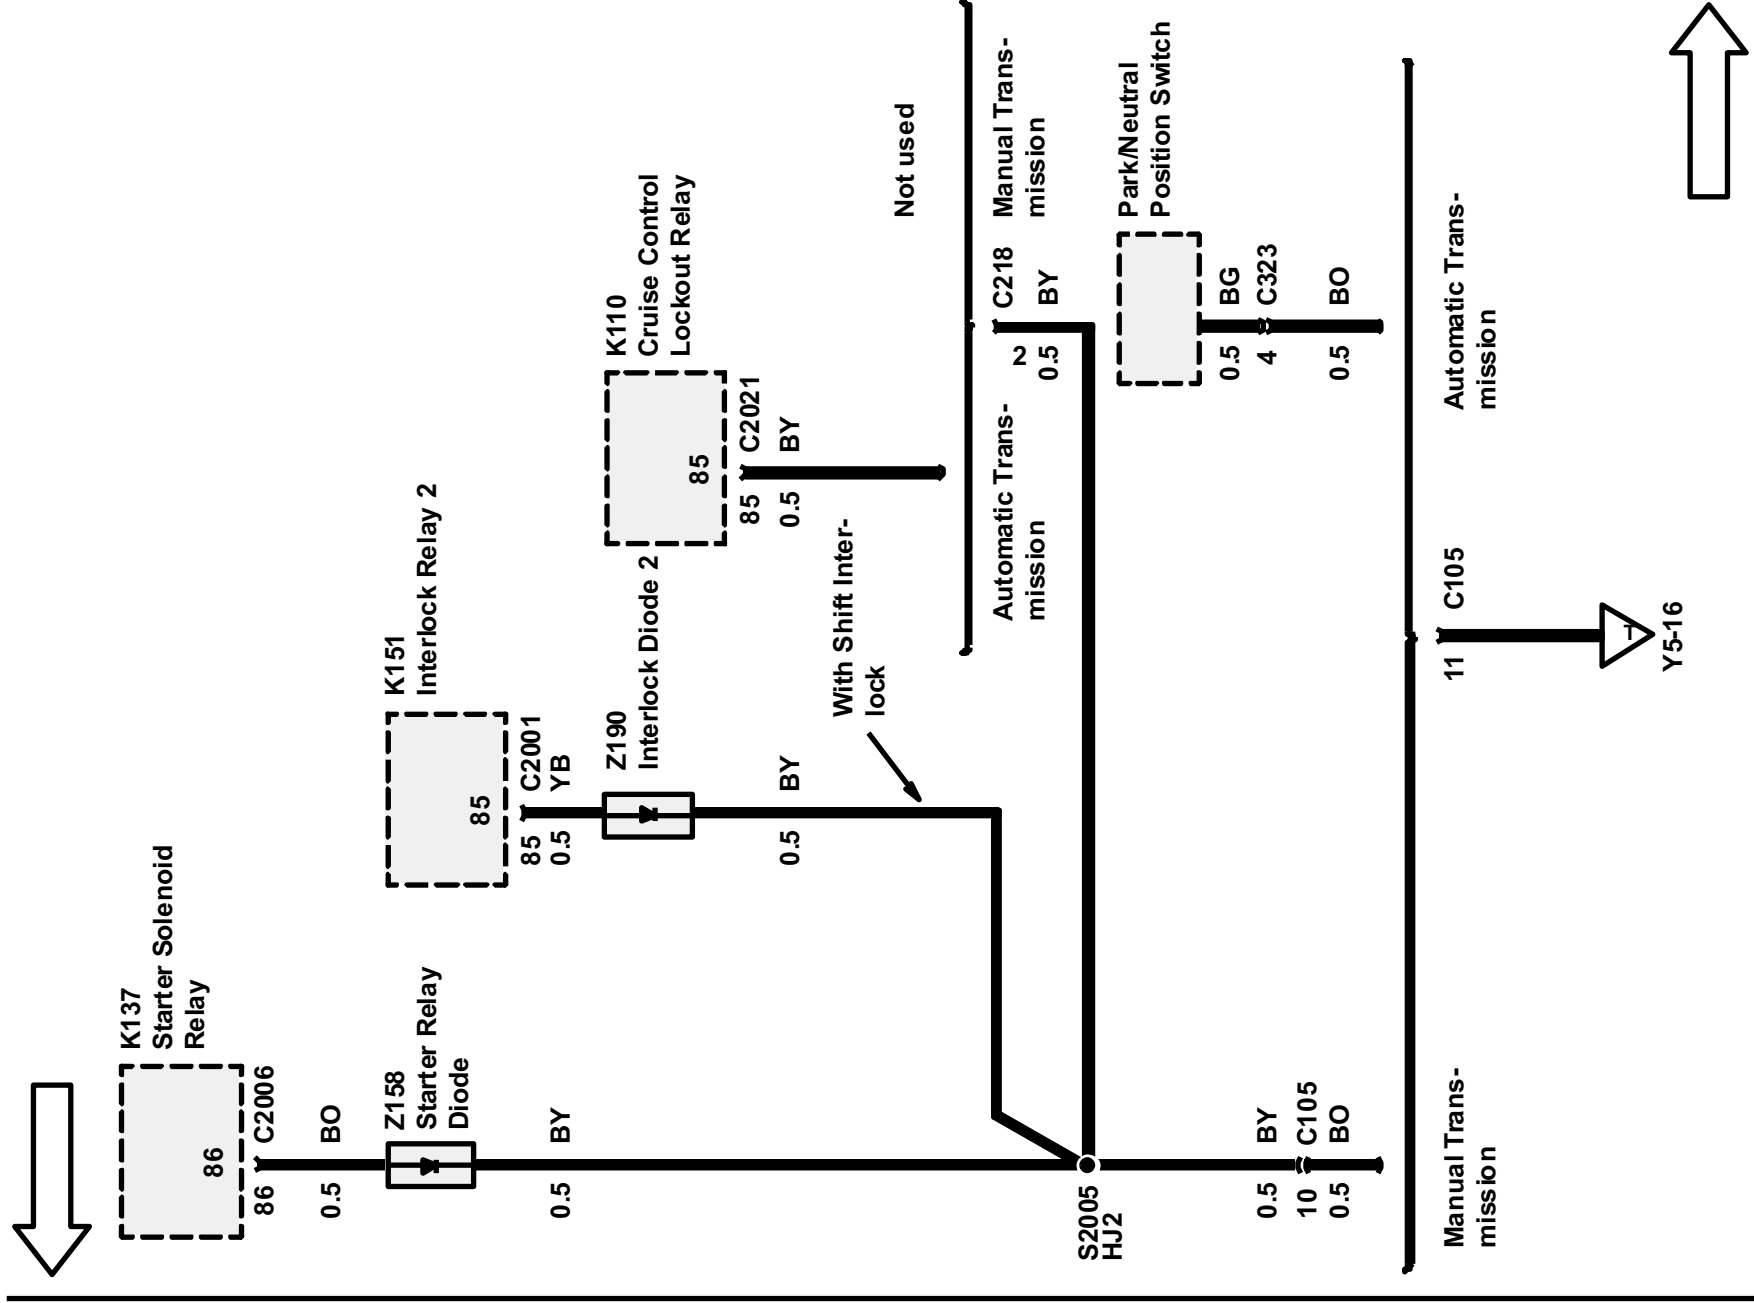 K137
Starter Solenoid
Relay
86
86 C2006
0.5 BO
Z158
Starter Relay
Diode
0.5 BY
K151
Interlock Relay 2
85
85 C2001
0.5 YB
Z190
Interlock Diode 2
0.5 BY
With Shift Inter-
lock
K110
Cruise Control
Lockout Relay
85
85 C2021
0.5 BY
Not used
Automatic Trans-
mission
Manual Trans-
mission
2 C218
0.5 BY
Park/Neutral
Position Switch
0.5 BG
4 C323
0.5 BO
S2005
HJ2
0.5 BY
10 C105
0.5 BO
Manual Trans-
mission
Automatic Trans-
mission
11 C105
T
Y5-16